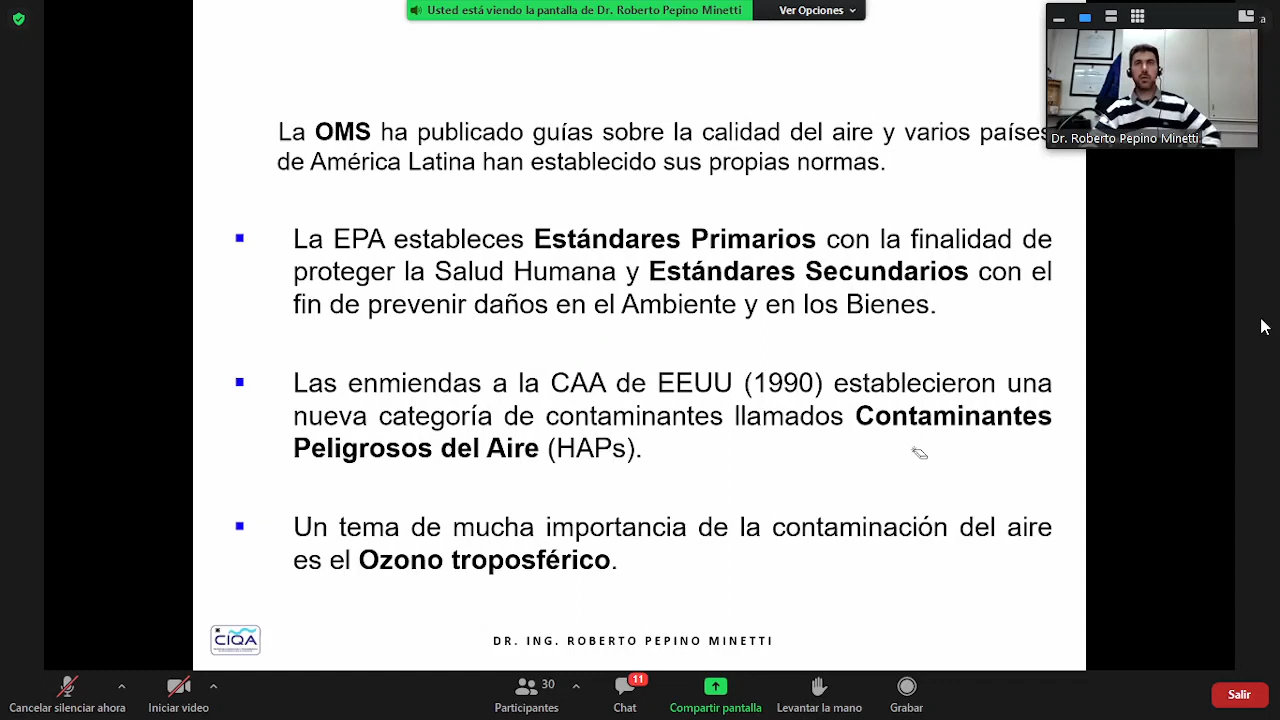 Usted está viendo la pantalla de Dr. Roberto Pepino Minetti
Ver Opciones
Dr. Roberto Pepino Minetti
La OMS ha publicado guías sobre la calidad del aire y varios países
de América Latina han establecido sus propias normas.
La EPA estableces Estándares Primarios con la finalidad de
proteger la Salud Humana y Estándares Secundarios con el
fin de prevenir daños en el Ambiente y en los Bienes.
Las enmiendas a la CAA de EEUU (1990) establecieron una
nueva categoría de contaminantes llamados Contaminantes
Peligrosos del Aire (HAPs).
Un tema de mucha importancia de la contaminación del aire
es el Ozono troposférico.
CIQA
DR. ING. ROBERTO PEPINO MINETTI
Cancelar silenciar ahora
Iniciar video
30
Participantes
11
Chat
Compartir pantalla
Levantar la mano
Grabar
Salir